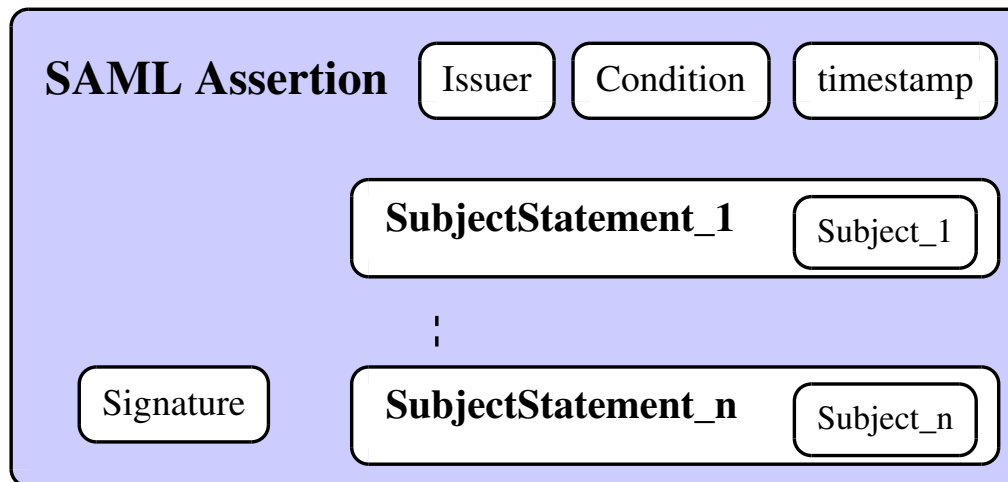 SAML Assertion Issuer Condition timestamp
SubjectStatement_1 Subject_1
Signature SubjectStatement_n Subject_n